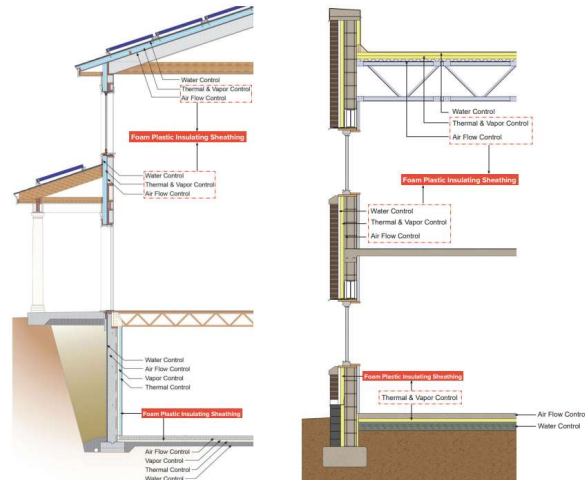 Water Control
Thermal & Vapor Control
Air Flow Control
Foam Plastic Insulating Sheathing
Water Control
Thermal & Vapor Control
Air Flow Control
Water Control
Air Flow Control
Vapor Control
Thermal Control
Foam Plastic Insulating Sheathing
Air Flow Control
Vapor Control
Thermal Control
Water Control
Water Control
Thermal & Vapor Control
Air Flow Control
Foam Plastic Insulating Sheathing
Water Control
Thermal & Vapor Control
Air Flow Control
Foam Plastic Insulating Sheathing
Thermal & Vapor Control
Air Flow Control
Water Control